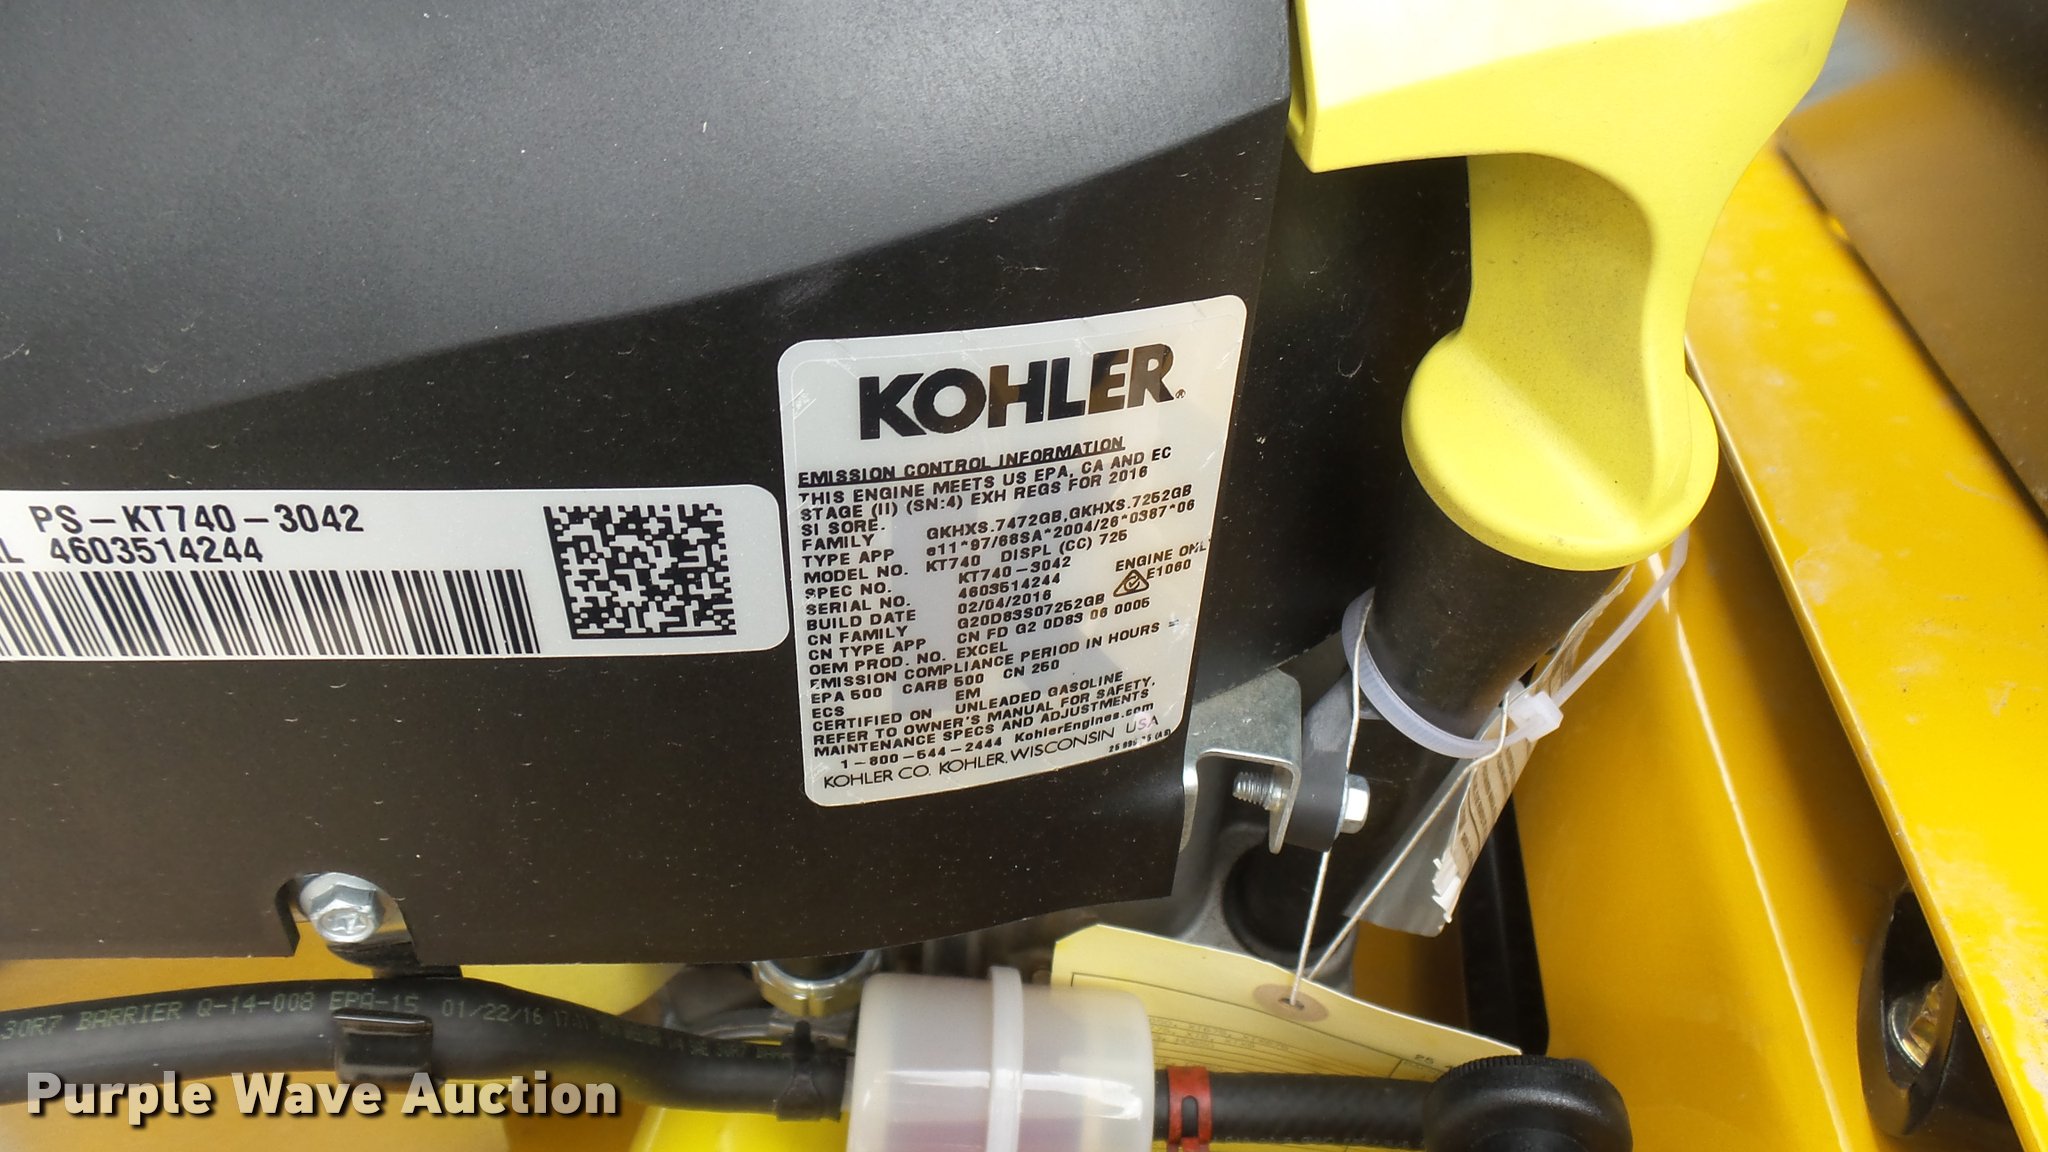 PS-KT740-3042
4603514244
KOHLER®
EMISSION CONTROL INFORMATION
THIS ENGINE MEETS US EPA, CA AND EC
STAGE (II) (SN:4) EXH REGS FOR 2016
SI SORE.
FAMILY GKHXS.7472GB,GKHXS.7252GB
TYPE APP e11*97/68SA*2004/26*0387*06
MODEL NO. KT740 DISPL (CC) 725
SPEC NO. KT740-3042 ENGINE ONLY
SERIAL NO. 4603514244 E1060
BUILD DATE 02/04/2016
CN FAMILY G20D83S07252GB
CN TYPE APP CN FD G2 0D83 06 0005
OEM PROD. NO. EXCEL
EMISSION COMPLIANCE PERIOD IN HOURS =
EPA 500 CARB 500 CN 250
ECS EM
CERTIFIED ON UNLEADED GASOLINE
REFER TO OWNER'S MANUAL FOR SAFETY,
MAINTENANCE SPECS AND ADJUSTMENTS
1-800-544-2444 KohlerEngines.com
KOHLER CO. KOHLER, WISCONSIN USA
30R7 BARRIER Q-14-008 EPA-15 01/22/16
Purple Wave Auction